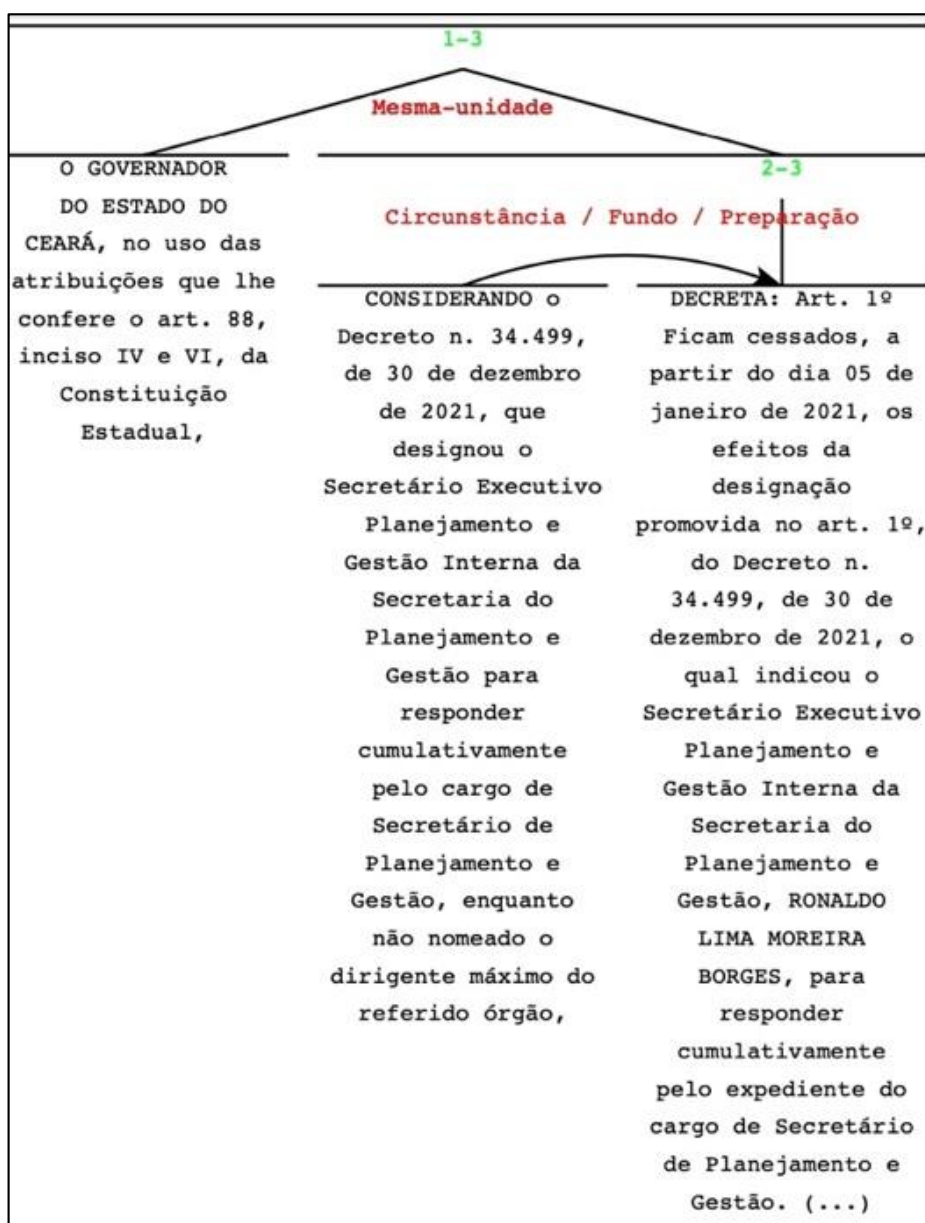 1-3
Mesma-unidade
O GOVERNADOR
DO ESTADO DO
CEARÁ, no uso das
atribuições que lhe
confere o art. 88,
inciso IV e VI, da
Constituição
Estadual,
2-3
Circunstância / Fundo / Preparação
CONSIDERANDO o
Decreto n. 34.499,
de 30 de dezembro
de 2021, que
designou o
Secretário Executivo
Planejamento e
Gestão Interna da
Secretaria do
Planejamento e
Gestão para
responder
cumulativamente
pelo cargo de
Secretário de
Planejamento e
Gestão, enquanto
não nomeado o
dirigente máximo do
referido órgão,
DECRETA: Art. 1º
Ficam cessados, a
partir do dia 05 de
janeiro de 2021, os
efeitos da
designação
promovida no art. 1º,
do Decreto n.
34.499, de 30 de
dezembro de 2021, o
qual indicou o
Secretário Executivo
Planejamento e
Gestão Interna da
Secretaria do
Planejamento e
Gestão, RONALDO
LIMA MOREIRA
BORGES, para
responder
cumulativamente
pelo expediente do
cargo de Secretário
de Planejamento e
Gestão. (...)